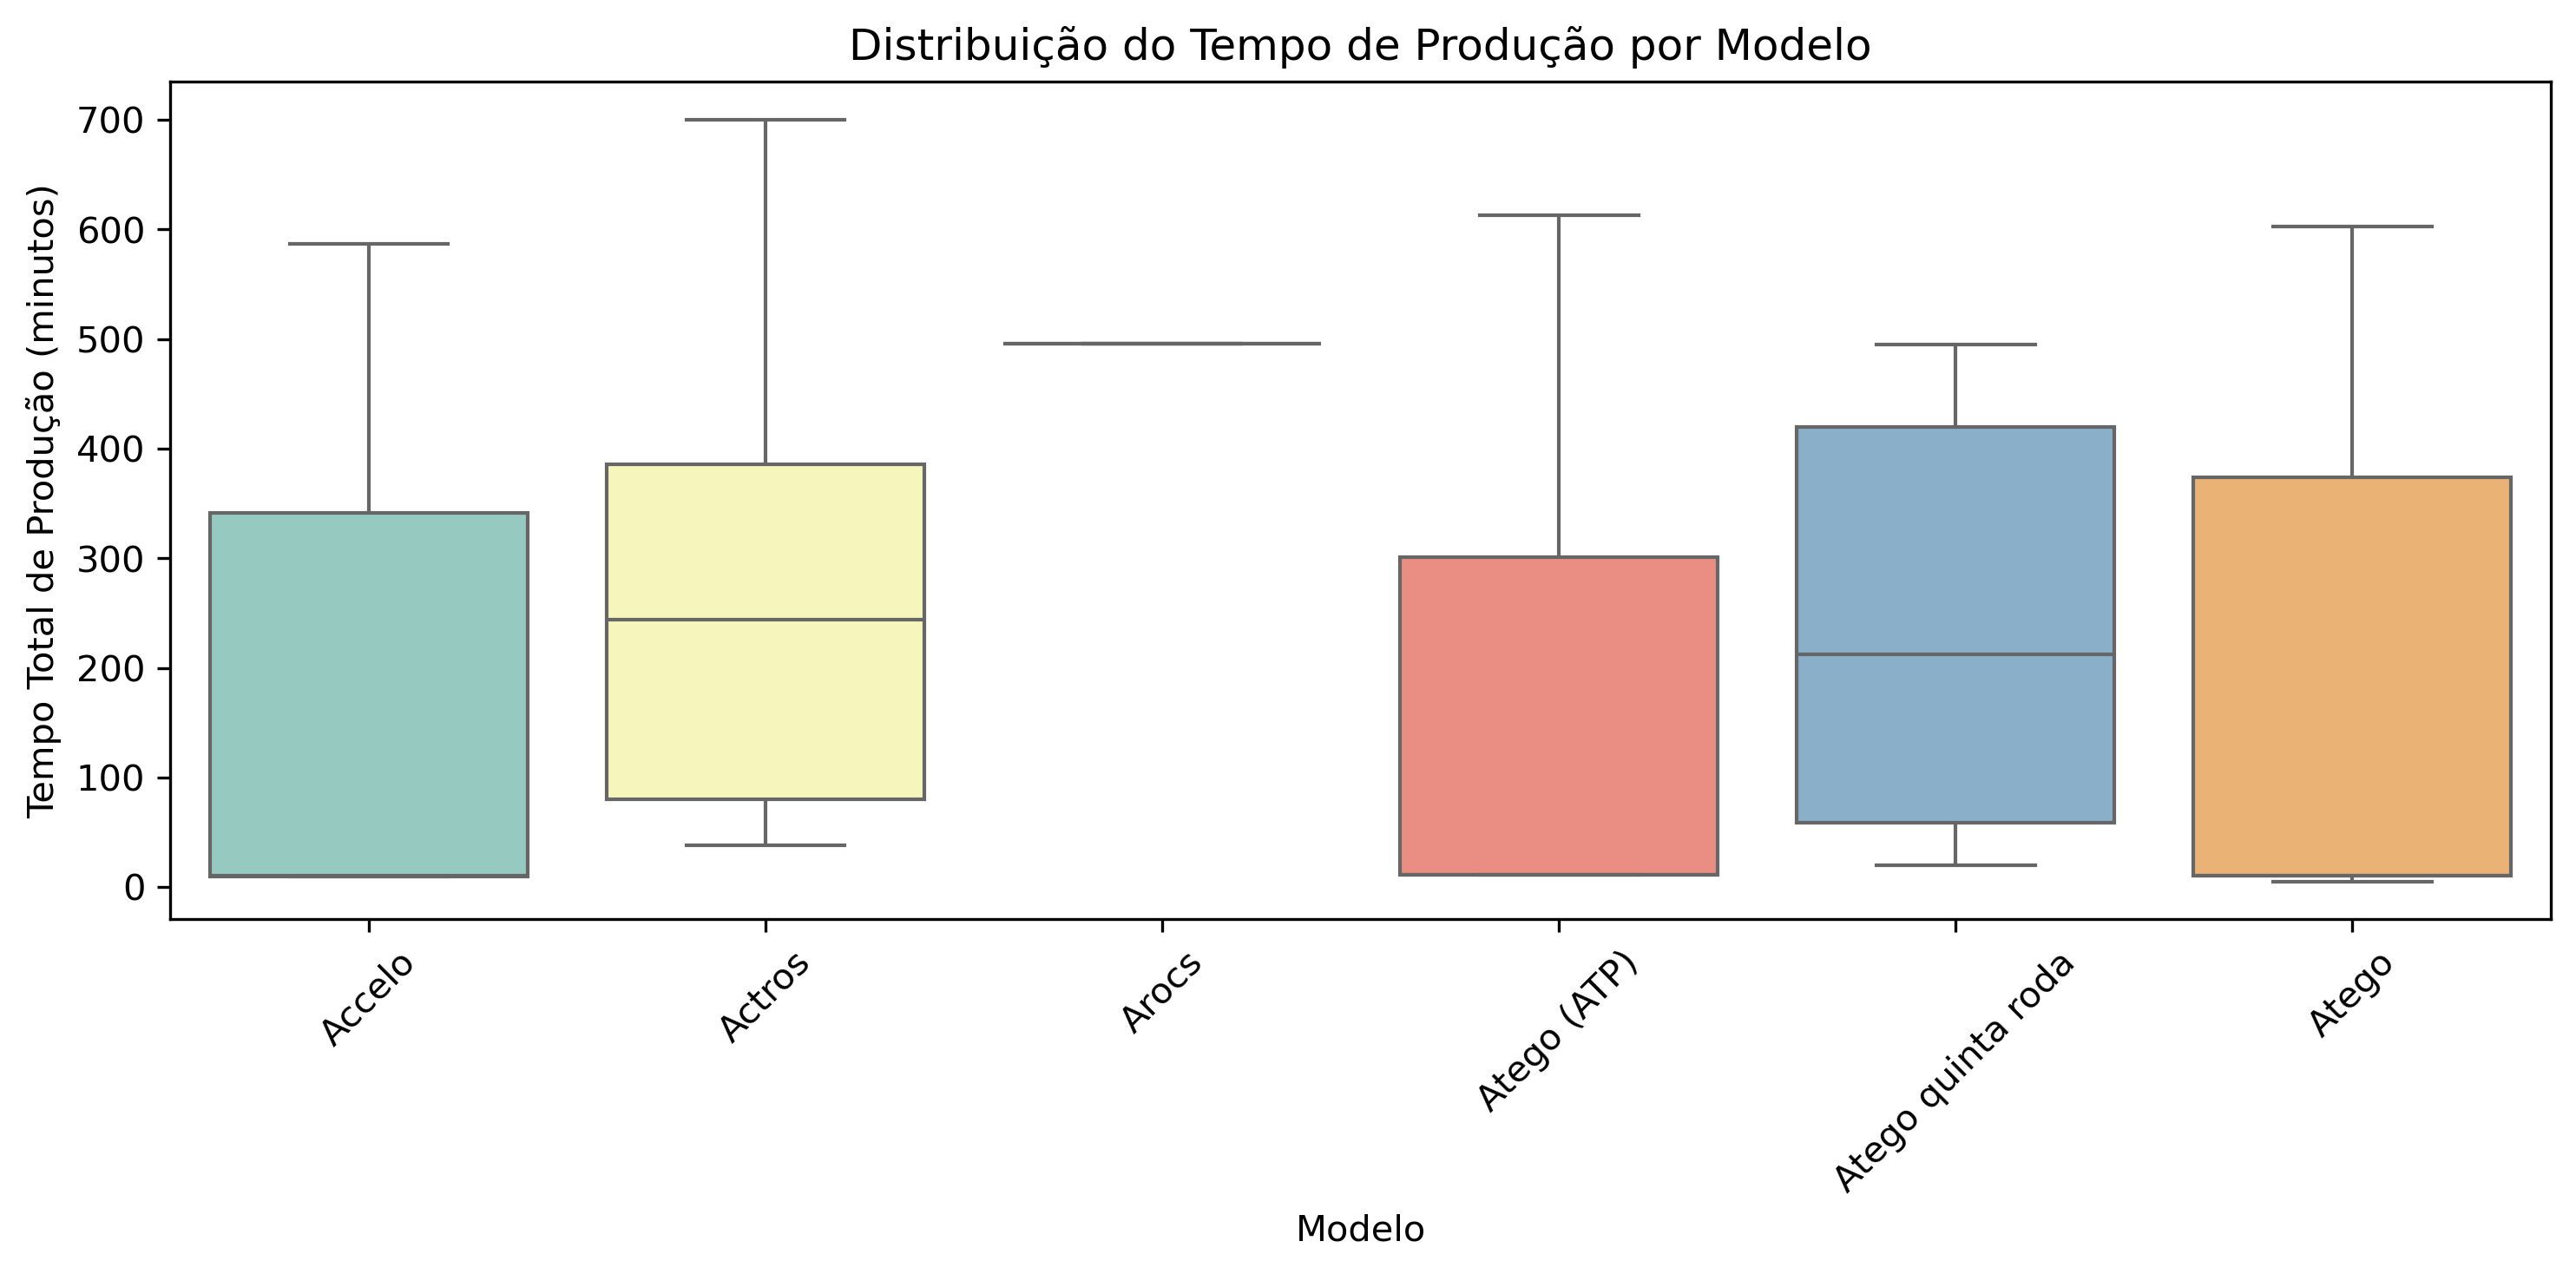 Distribuição do Tempo de Produção por Modelo
Tempo Total de Produção (minutos)
700
600
500
400
300
200
100
0
Accelo
Actros
Arocs
Atego (ATP)
Atego quinta roda
Atego
Modelo